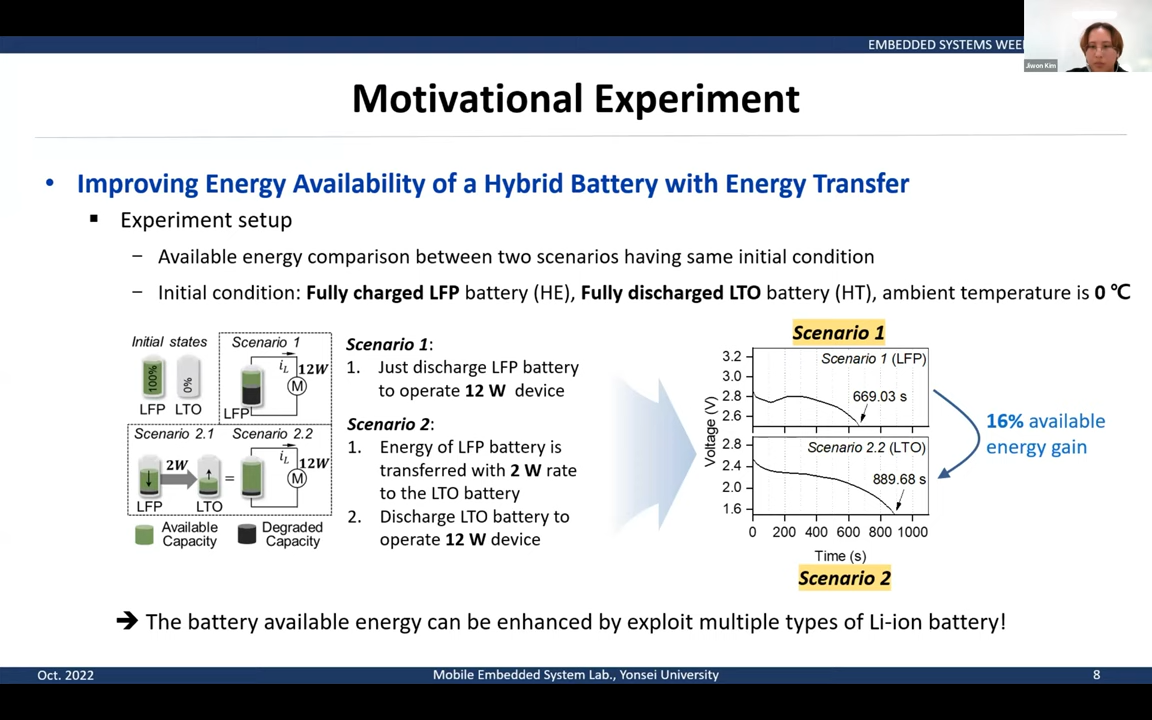 EMBEDDED SYSTEMS WEE
Jiwon Kim
Motivational Experiment
• Improving Energy Availability of a Hybrid Battery with Energy Transfer
▪ Experiment setup
− Available energy comparison between two scenarios having same initial condition
− Initial condition: Fully charged LFP battery (HE), Fully discharged LTO battery (HT), ambient temperature is 0 ℃
Initial states
100%
0%
LFP LTO
Scenario 1
iL 12W
M
LFP
Scenario 2.1
2W
LFP LTO
=
Scenario 2.2
iL 12W
M
Available Capacity
Degraded Capacity
Scenario 1:
1. Just discharge LFP battery
to operate 12 W device
Scenario 2:
1. Energy of LFP battery is
transferred with 2 W rate
to the LTO battery
2. Discharge LTO battery to
operate 12 W device
Scenario 1
Voltage (V)
3.2
3.0
2.8
2.6
Scenario 1 (LFP)
669.03 s
2.8
2.4
2.0
1.6
Scenario 2.2 (LTO)
889.68 s
0 200 400 600 800 1000
Time (s)
Scenario 2
16% available
energy gain
➔ The battery available energy can be enhanced by exploit multiple types of Li-ion battery!
Oct. 2022
Mobile Embedded System Lab., Yonsei University
8